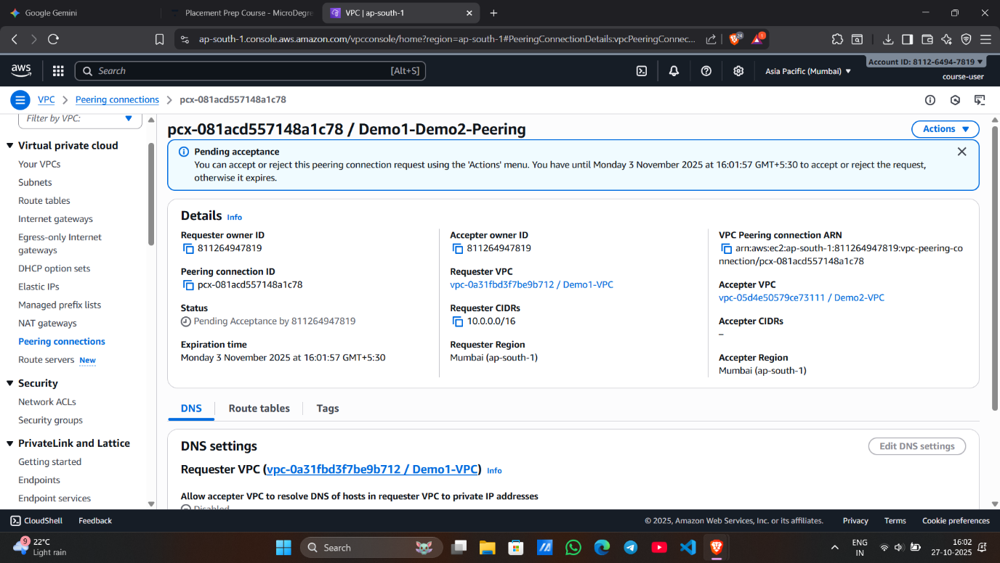 Google Gemini
Placement Prep Course - MicroDegre
VPC | ap-south-1
ap-south-1.console.aws.amazon.com/vpcconsole/home?region=ap-south-1#PeeringConnectionDetails:vpcPeeringConnec...
24
1
aws
Search [Alt+S]
Asia Pacific (Mumbai)
Account ID: 8112-6494-7819
course-user
VPC
Peering connections
pcx-081acd557148a1c78
Filter by VPC:
Virtual private cloud
Your VPCs
Subnets
Route tables
Internet gateways
Egress-only Internet
gateways
DHCP option sets
Elastic IPs
Managed prefix lists
NAT gateways
Peering connections
Route servers New
Security
Network ACLs
Security groups
PrivateLink and Lattice
Getting started
Endpoints
Endpoint services
pcx-081acd557148a1c78 / Demo1-Demo2-Peering
Actions
Pending acceptance
You can accept or reject this peering connection request using the 'Actions' menu. You have until Monday 3 November 2025 at 16:01:57 GMT+5:30 to accept or reject the request,
otherwise it expires.
Details Info
Requester owner ID
811264947819
Peering connection ID
pcx-081acd557148a1c78
Status
Pending Acceptance by 811264947819
Expiration time
Monday 3 November 2025 at 16:01:57 GMT+5:30
Accepter owner ID
811264947819
Requester VPC
vpc-0a31fbd3f7be9b712 / Demo1-VPC
Requester CIDRs
10.0.0.0/16
Requester Region
Mumbai (ap-south-1)
VPC Peering connection ARN
arn:aws:ec2:ap-south-1:811264947819:vpc-peering-co
nnection/pcx-081acd557148a1c78
Accepter VPC
vpc-05d4e50579ce73111 / Demo2-VPC
Accepter CIDRs
–
Accepter Region
Mumbai (ap-south-1)
DNS
Route tables
Tags
DNS settings
Edit DNS settings
Requester VPC (vpc-0a31fbd3f7be9b712 / Demo1-VPC) Info
Allow accepter VPC to resolve DNS of hosts in requester VPC to private IP addresses
Disabled
CloudShell
Feedback
© 2025, Amazon Web Services, Inc. or its affiliates.
Privacy
Terms
Cookie preferences
9
22°C
Light rain
Search
ENG
IN
16:02
27-10-2025